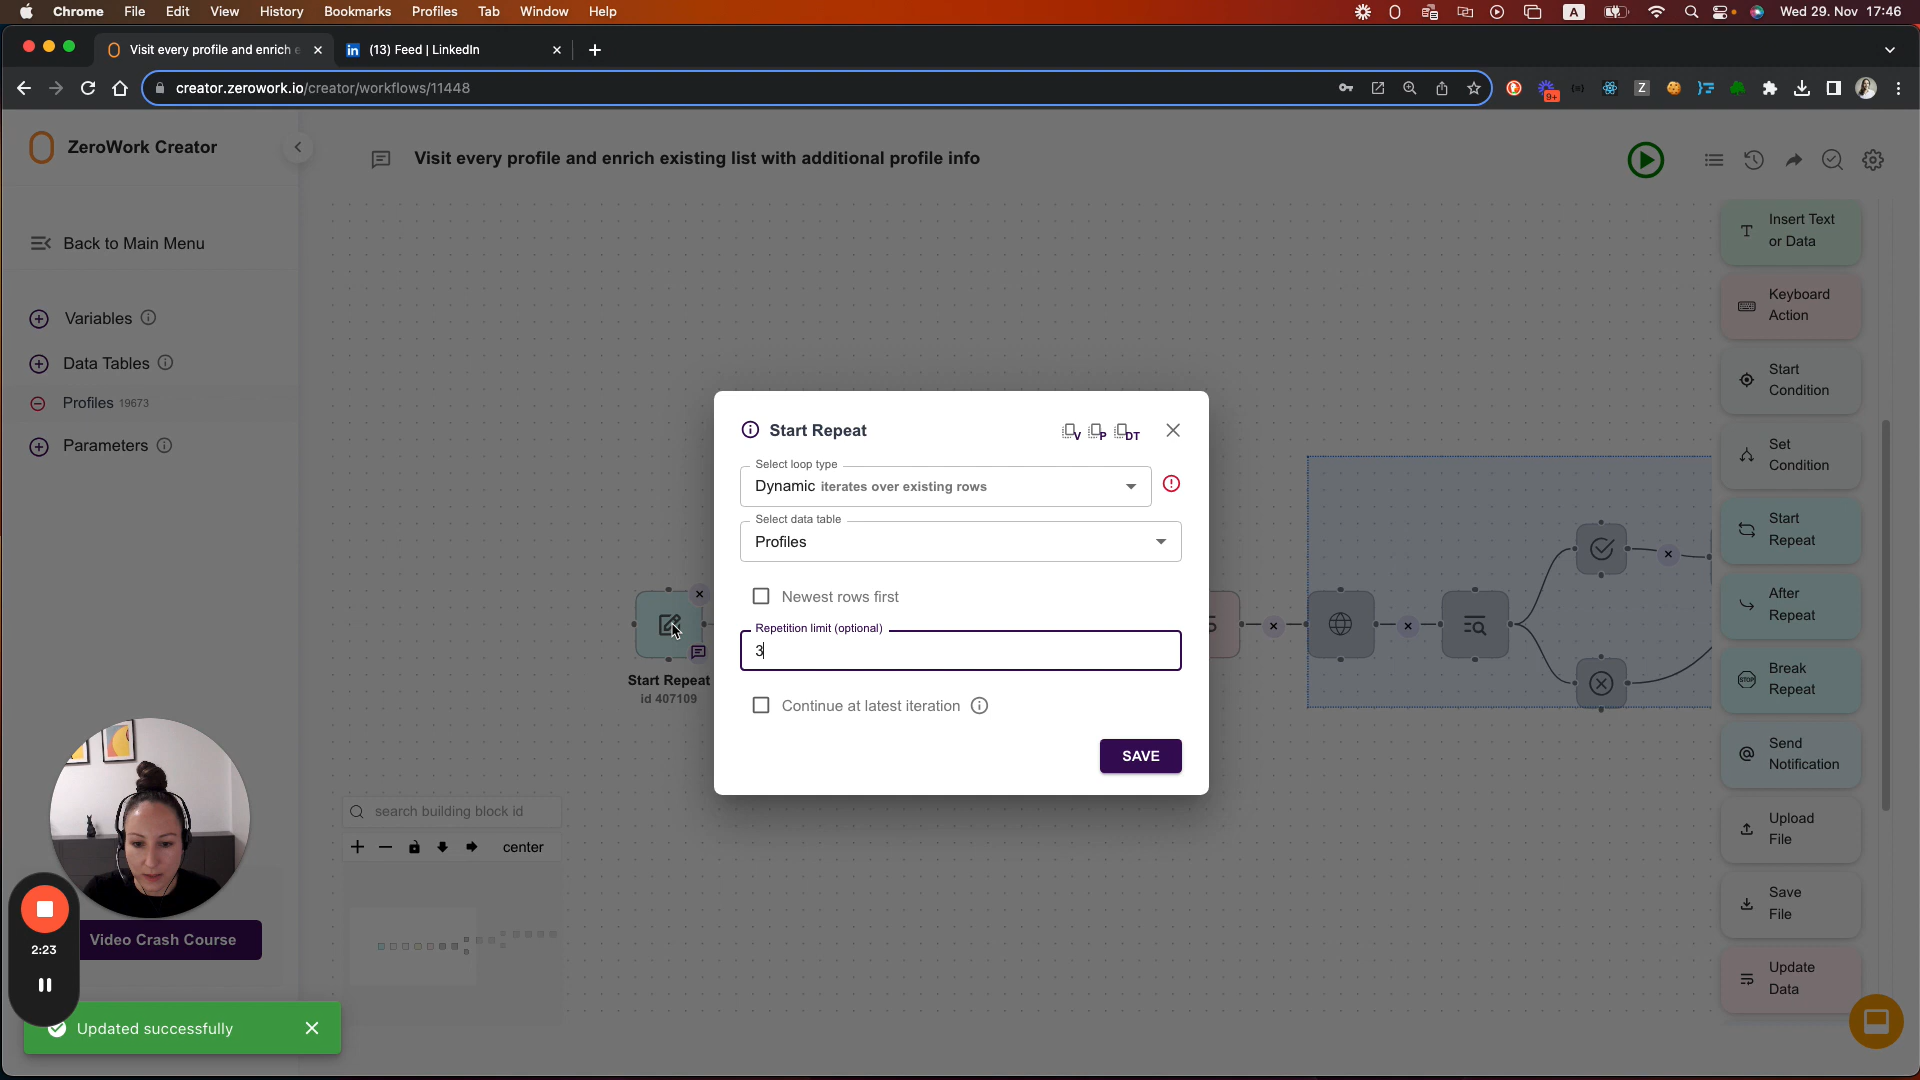 Chrome File Edit View History Bookmarks Profiles Tab Window Help
A
Wed 29. Nov 17:46
Visit every profile and enrich e
(13) Feed | LinkedIn
creator.zerowork.io/creator/workflows/11448
9+
Z
ZeroWork Creator
Visit every profile and enrich existing list with additional profile info
Back to Main Menu
Variables
Data Tables
Profiles 19673
Parameters
Start Repeat
V P DT
Select loop type
Dynamic iterates over existing rows
Select data table
Profiles
Newest rows first
Repetition limit (optional)
3
Continue at latest iteration
SAVE
Start Repeat
id 407109
search building block id
center
Insert Text
or Data
Keyboard
Action
Start
Condition
Set
Condition
Start
Repeat
After
Repeat
Break
Repeat
STOP
Send
Notification
Upload
File
Save
File
Update
Data
2:23
Video Crash Course
Updated successfully